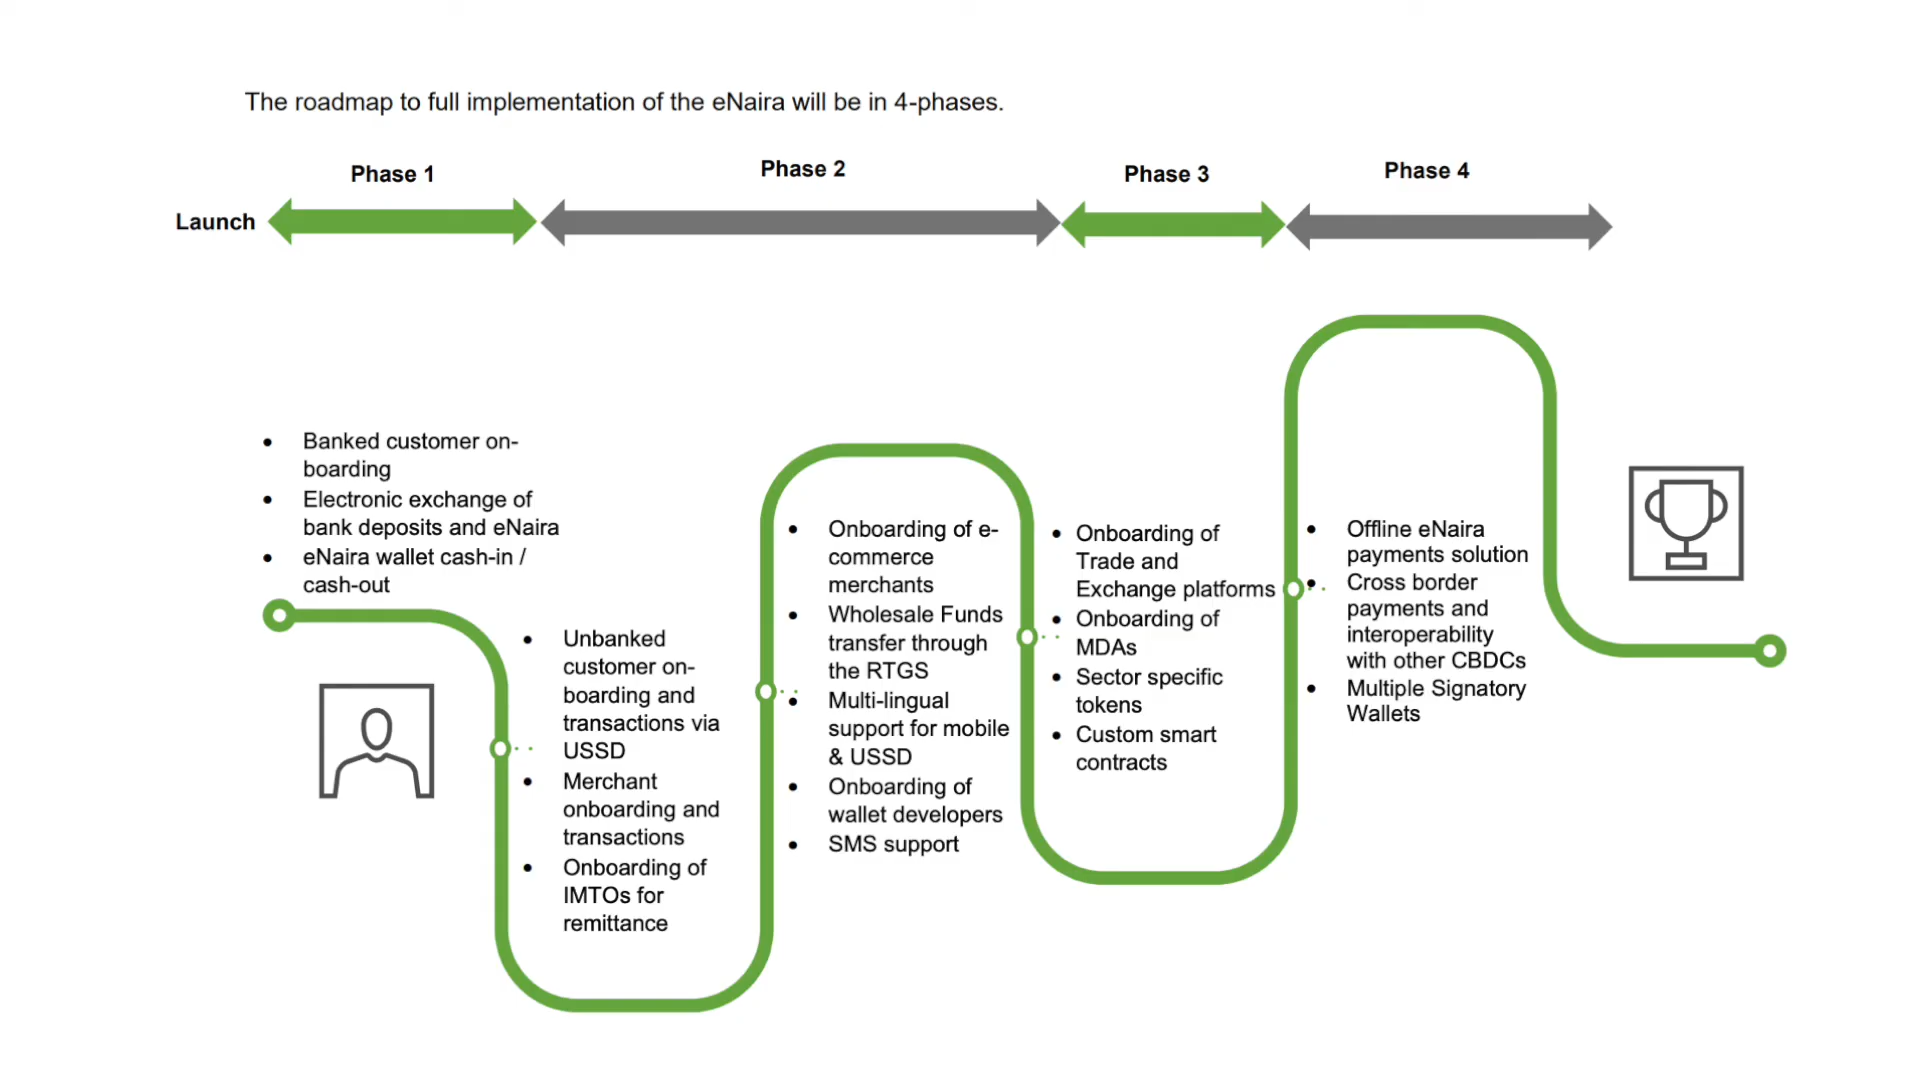 The roadmap to full implementation of the eNaira will be in 4-phases.
Phase 1
Phase 2
Phase 3
Phase 4
Launch
• Banked customer on-
boarding
• Electronic exchange of
bank deposits and eNaira
• eNaira wallet cash-in /
cash-out
• Unbanked
customer on-
boarding and
transactions via
USSD
• Merchant
onboarding and
transactions
• Onboarding of
IMTOs for
remittance
• Onboarding of e-
commerce
merchants
• Wholesale Funds
transfer through
the RTGS
• Multi-lingual
support for mobile
& USSD
• Onboarding of
wallet developers
• SMS support
• Onboarding of
Trade and
Exchange platforms
• Onboarding of
MDAs
• Sector specific
tokens
• Custom smart
contracts
• Offline eNaira
payments solution
• Cross border
payments and
interoperability
with other CBDCs
• Multiple Signatory
Wallets